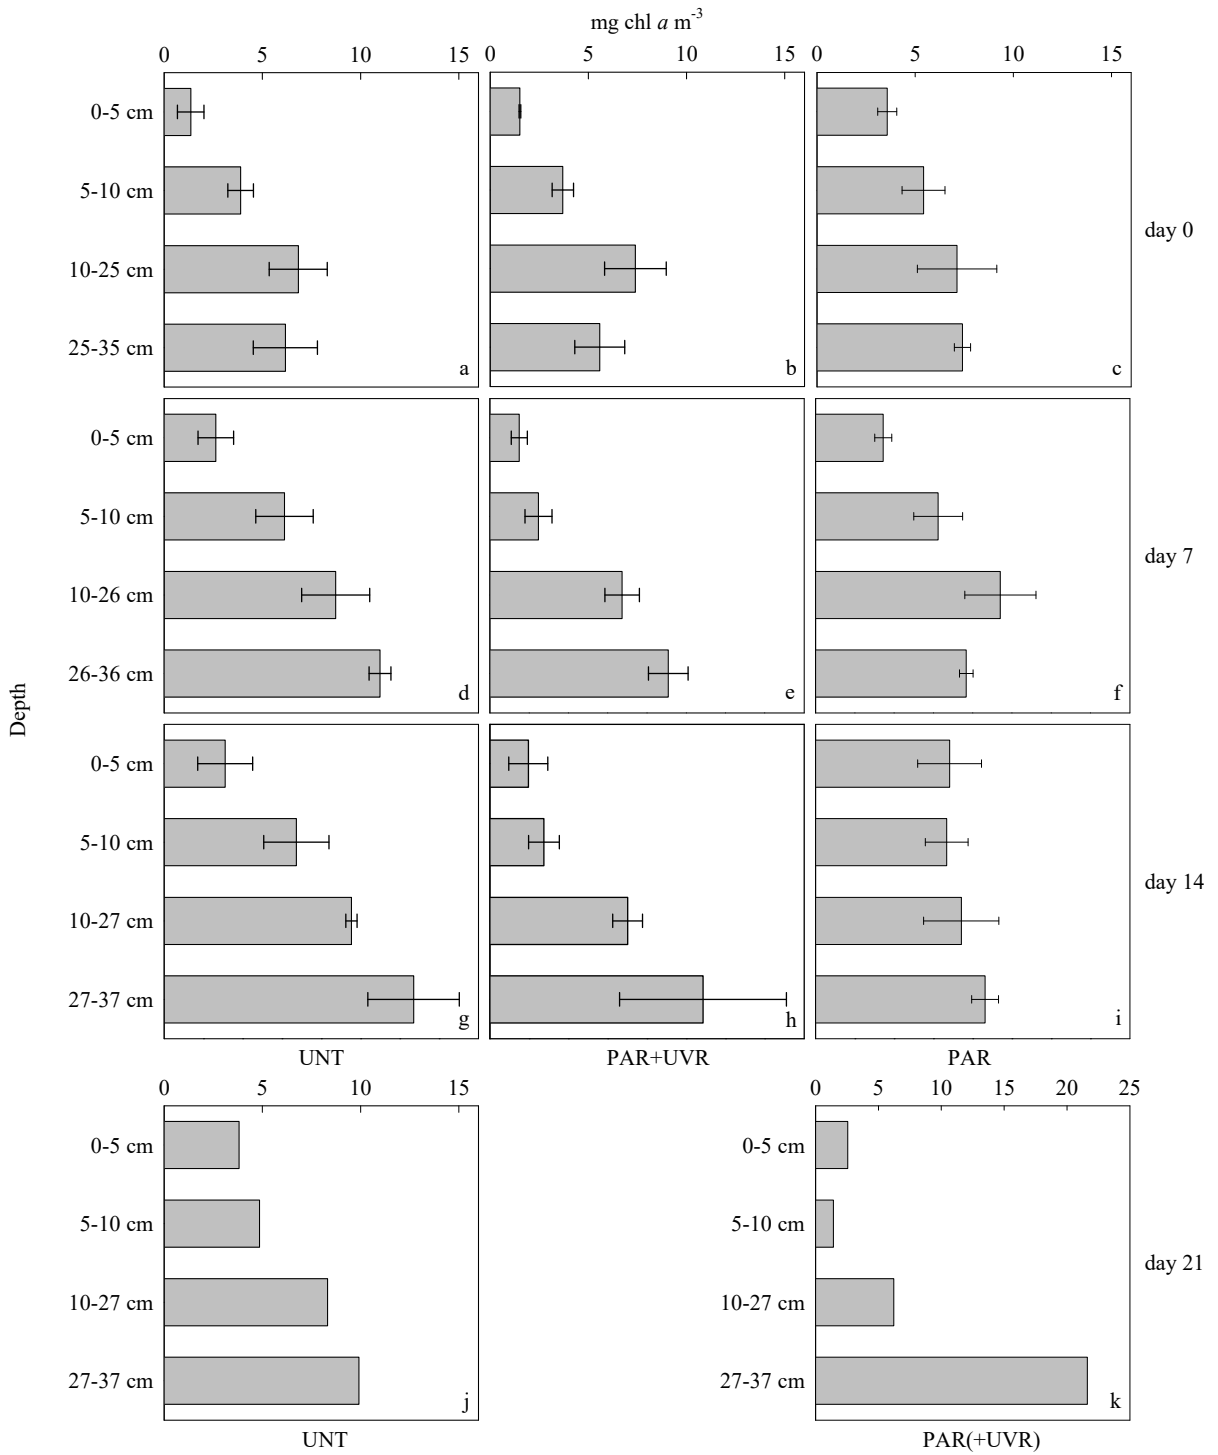 mg chl a m-3
0 5 10 15 0 5 10 15 0 5 10 15
0-5 cm
5-10 cm
10-25 cm
25-35 cm
a b c
day 0
0-5 cm
5-10 cm
10-26 cm
26-36 cm
d e f
day 7
Depth
0-5 cm
5-10 cm
10-27 cm
27-37 cm
g h i
day 14
UNT PAR+UVR PAR
0 5 10 15 0 5 10 15 20 25
0-5 cm 0-5 cm
5-10 cm 5-10 cm
10-27 cm 10-27 cm
27-37 cm 27-37 cm
j k
day 21
UNT PAR(+UVR)